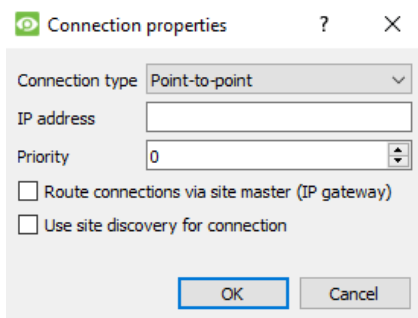 Connection properties ?
Connection type Point-to-point
IP address
Priority 0
Route connections via site master (IP gateway)
Use site discovery for connection
OK Cancel